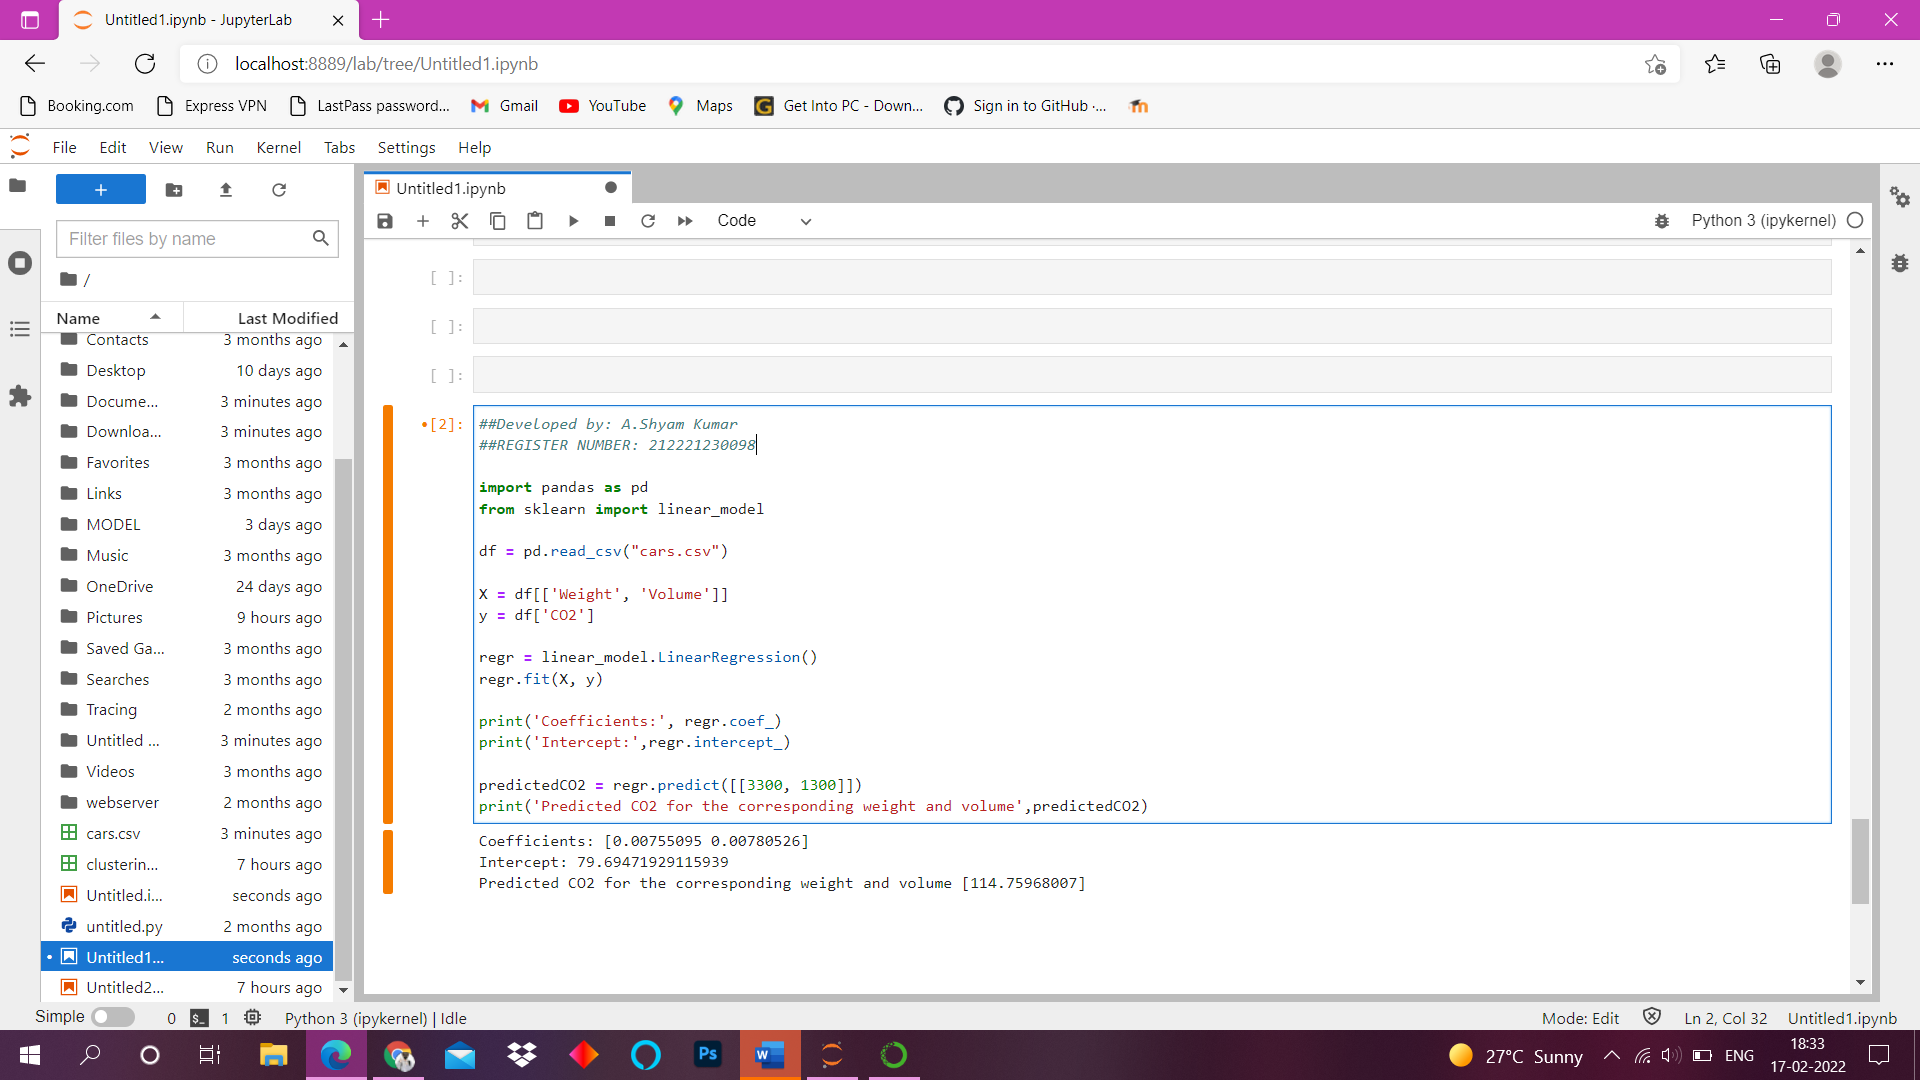 Untitled1.ipynb - JupyterLab
localhost:8889/lab/tree/Untitled1.ipynb
Booking.com Express VPN LastPass password... Gmail YouTube Maps Get Into PC - Down... Sign in to GitHub ·...
File Edit View Run Kernel Tabs Settings Help
Untitled1.ipynb
Code
Python 3 (ipykernel)
Filter files by name
/
Name Last Modified
Contacts 3 months ago
Desktop 10 days ago
Docume... 3 minutes ago
Downloa... 3 minutes ago
Favorites 3 months ago
Links 3 months ago
MODEL 3 days ago
Music 3 months ago
OneDrive 24 days ago
Pictures 9 hours ago
Saved Ga... 3 months ago
Searches 3 months ago
Tracing 2 months ago
Untitled ... 3 minutes ago
Videos 3 months ago
webserver 2 months ago
cars.csv 3 minutes ago
clusterin... 7 hours ago
Untitled.i... seconds ago
untitled.py 2 months ago
Untitled1... seconds ago
Untitled2... 7 hours ago
[ ]:
[ ]:
[ ]:
[2]:
##Developed by: A.Shyam Kumar
##REGISTER NUMBER: 212221230098
import pandas as pd
from sklearn import linear_model
df = pd.read_csv("cars.csv")
X = df[['Weight', 'Volume']]
y = df['CO2']
regr = linear_model.LinearRegression()
regr.fit(X, y)
print('Coefficients:', regr.coef_)
print('Intercept:',regr.intercept_)
predictedCO2 = regr.predict([[3300, 1300]])
print('Predicted CO2 for the corresponding weight and volume',predictedCO2)
Coefficients: [0.00755095 0.00780526]
Intercept: 79.69471929115939
Predicted CO2 for the corresponding weight and volume [114.75968007]
Simple 0 $_ 1 Python 3 (ipykernel) | Idle
Mode: Edit Ln 2, Col 32 Untitled1.ipynb
Ps W 27°C Sunny ENG
18:33
17-02-2022